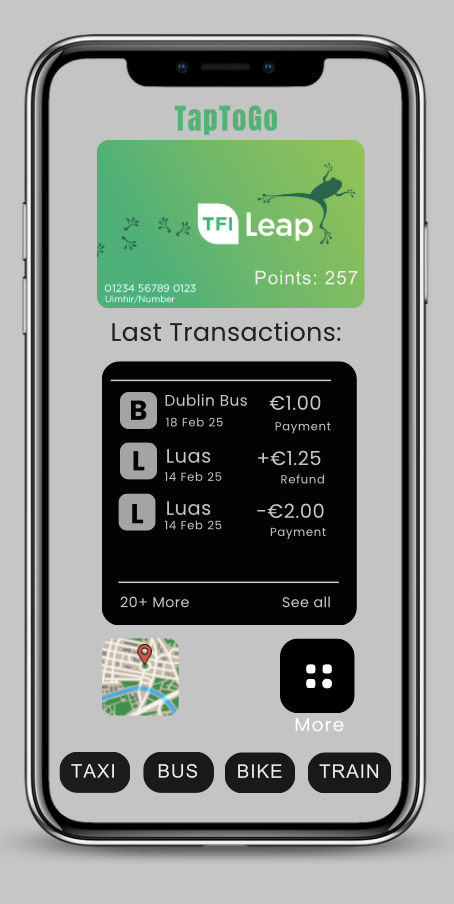 TapToGo
TFI Leap
Points: 257
01234 56789 0123
Uimhir/Number
Last Transactions:
B Dublin Bus €1.00
18 Feb 25 Payment
L Luas +€1.25
14 Feb 25 Refund
L Luas -€2.00
14 Feb 25 Payment
20+ More See all
More
TAXI BUS BIKE TRAIN